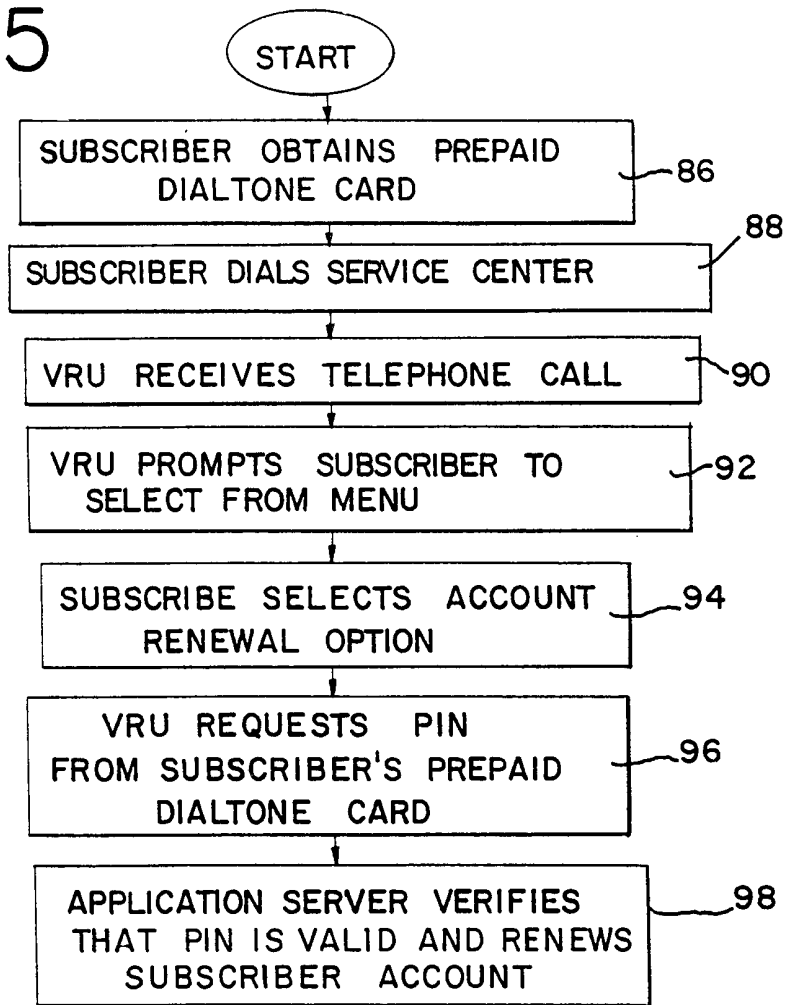 5
START
SUBSCRIBER OBTAINS PREPAID
DIALTONE CARD
86
88
SUBSCRIBER DIALS SERVICE CENTER
VRU RECEIVES TELEPHONE CALL
90
VRU PROMPTS SUBSCRIBER TO
SELECT FROM MENU
92
SUBSCRIBE SELECTS ACCOUNT
RENEWAL OPTION
94
VRU REQUESTS PIN
FROM SUBSCRIBER'S PREPAID
DIALTONE CARD
96
APPLICATION SERVER VERIFIES
THAT PIN IS VALID AND RENEWS
SUBSCRIBER ACCOUNT
98